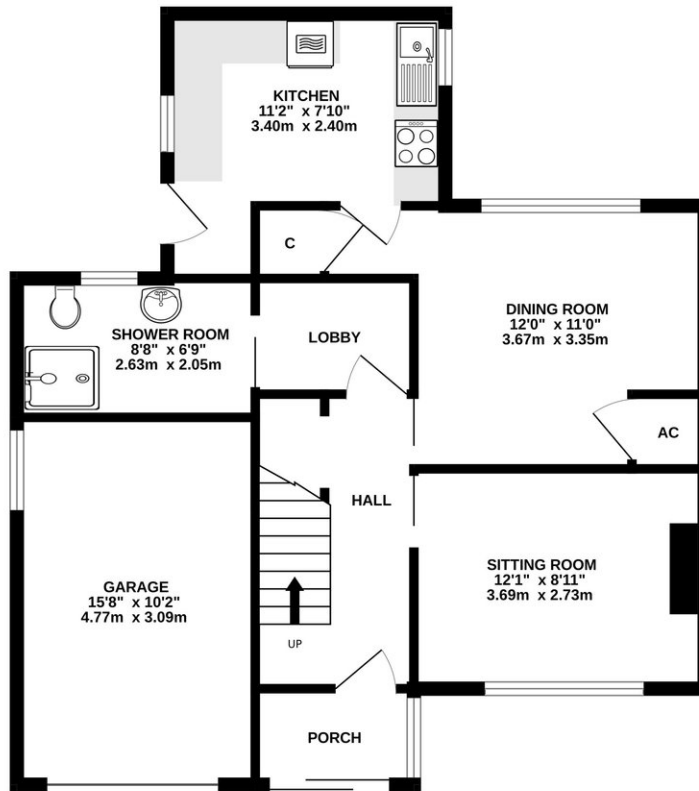 KITCHEN
11'2" x 7'10"
3.40m x 2.40m
C
DINING ROOM
12'0" x 11'0"
3.67m x 3.35m
SHOWER ROOM
8'8" x 6'9"
2.63m x 2.05m
LOBBY
AC
HALL
SITTING ROOM
12'1" x 8'11"
3.69m x 2.73m
GARAGE
15'8" x 10'2"
4.77m x 3.09m
UP
PORCH